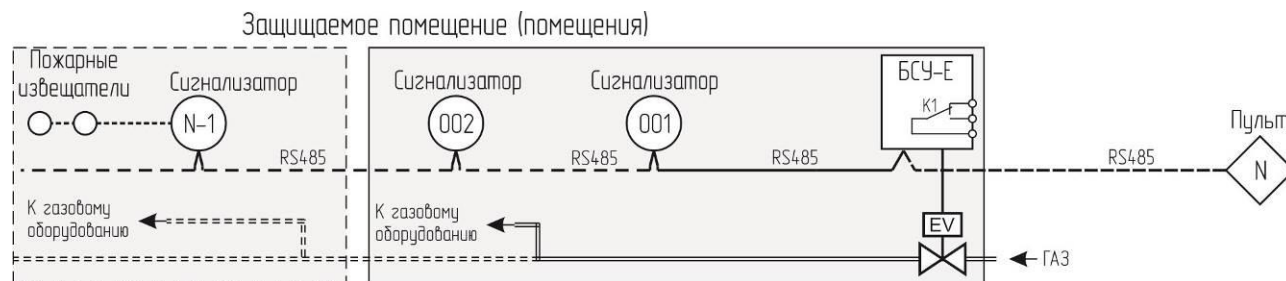 Защищаемое помещение (помещения)
Пожарные
извещатели
Сигнализатор
Сигнализатор
Сигнализатор
БСУ-Е
K1
Пульт
N-1
002
001
N
RS485
RS485
RS485
RS485
К газовому
оборудованию
К газовому
оборудованию
EV
ГАЗ